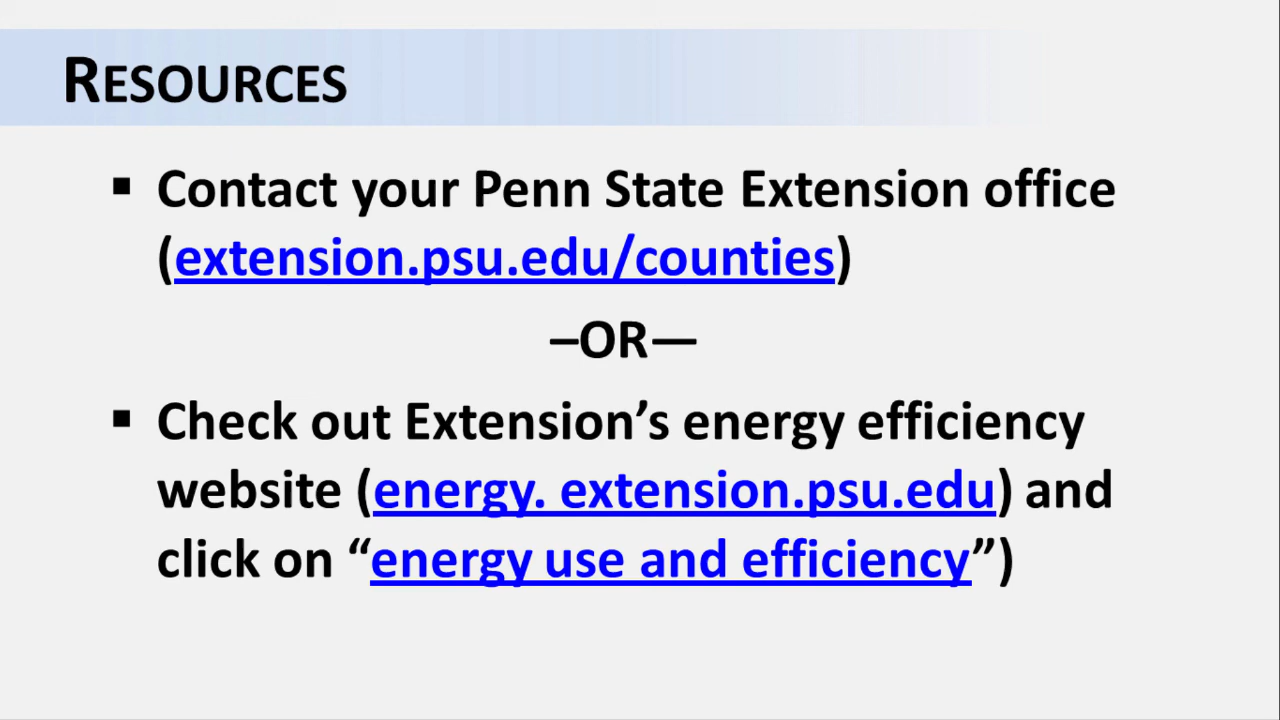 RESOURCES
▪ Contact your Penn State Extension office
(extension.psu.edu/counties)
–OR—
▪ Check out Extension’s energy efficiency
website (energy. extension.psu.edu) and
click on “energy use and efficiency”)